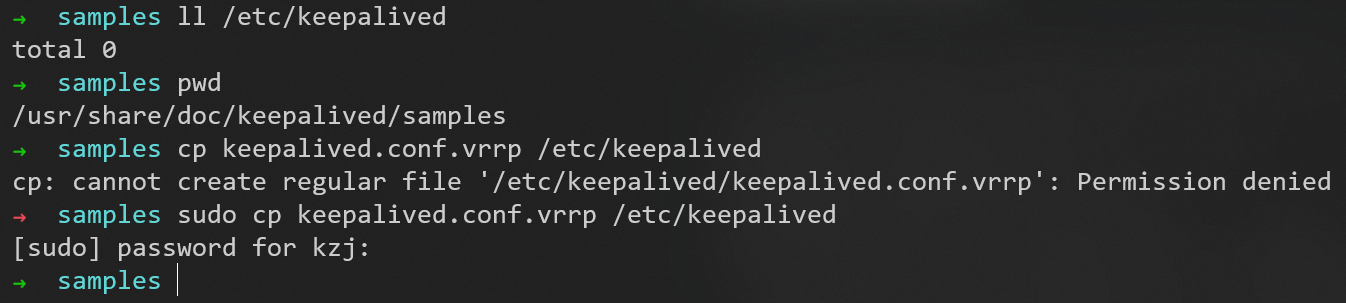 → samples ll /etc/keepalived
total 0
→ samples pwd
/usr/share/doc/keepalived/samples
→ samples cp keepalived.conf.vrrp /etc/keepalived
cp: cannot create regular file '/etc/keepalived/keepalived.conf.vrrp': Permission denied
→ samples sudo cp keepalived.conf.vrrp /etc/keepalived
[sudo] password for kzj:
→ samples